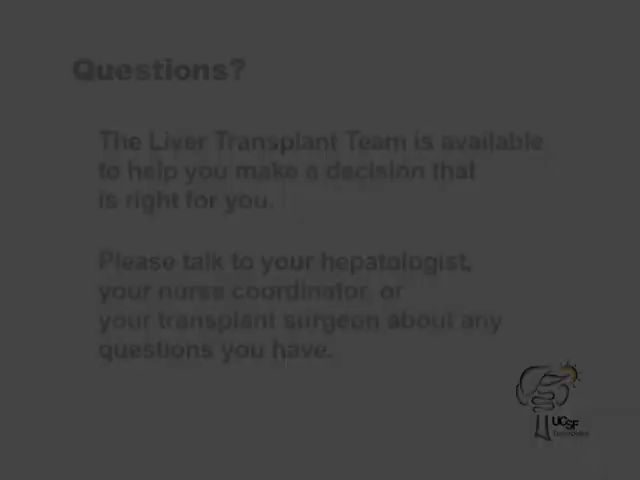 Questions?
The Liver Transplant Team is available
to help you make a decision that
is right for you.
Please talk to your hepatologist,
your nurse coordinator, or
your transplant surgeon about any
questions you have.
UCSF